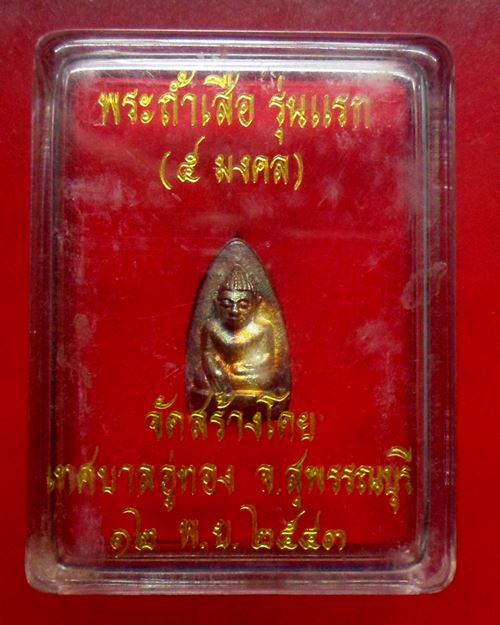 พระถ้ำเสือ รุ่นแรก
(๕ มงคล)
จัดสร้างโดย
เทศบาลอู่ทอง จ.สุพรรณบุรี
๑๒ พ.ย. ๒๕๔๓